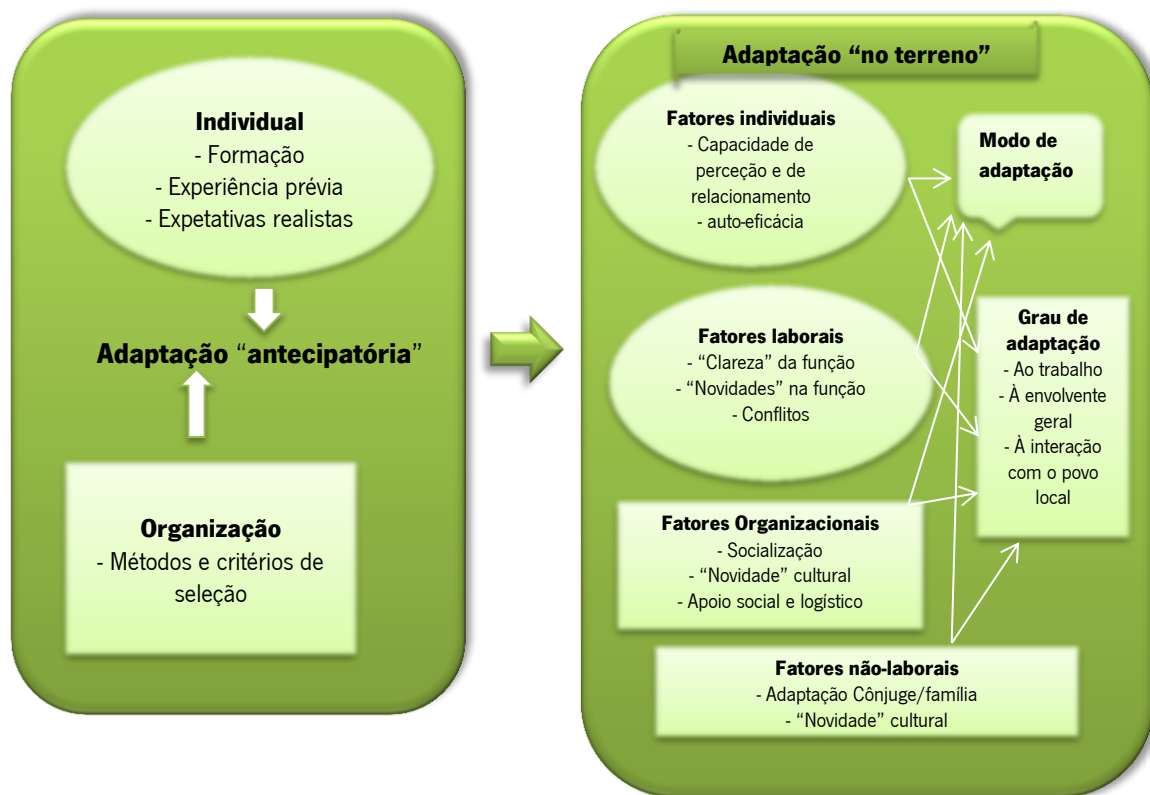 Individual
- Formação
- Experiência prévia
- Expetativas realistas
Adaptação “antecipatória”
Organização
- Métodos e critérios de
seleção
Adaptação “no terreno”
Fatores individuais
- Capacidade de
perceção e de
relacionamento
- auto-eficácia
Modo de
adaptação
Fatores laborais
- “Clareza” da função
- “Novidades” na função
- Conflitos
Grau de
adaptação
- Ao trabalho
- À envolvente
geral
- À interação
com o povo
local
Fatores Organizacionais
- Socialização
- “Novidade” cultural
- Apoio social e logístico
Fatores não-laborais
- Adaptação Cônjuge/família
- “Novidade” cultural